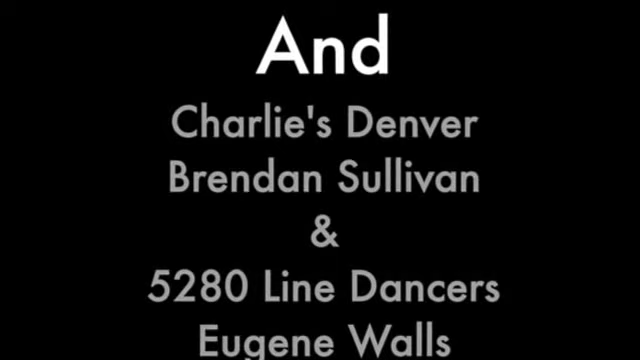 And
Charlie's Denver
Brendan Sullivan
&
5280 Line Dancers
Eugene Walls